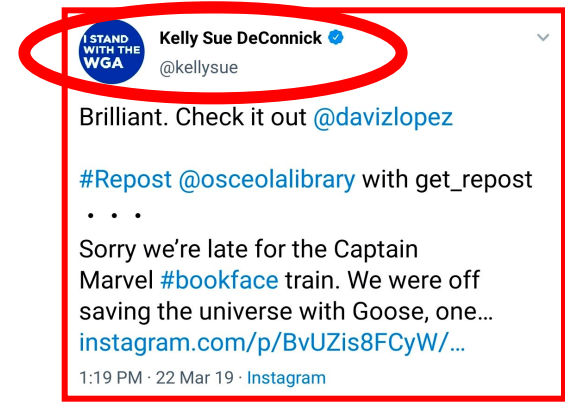 I STAND
WITH THE
WGA
Kelly Sue DeConnick
@kellysue
Brilliant. Check it out @davizlopez
#Repost @osceolalibrary with get_repost
· · ·
Sorry we’re late for the Captain
Marvel #bookface train. We were off
saving the universe with Goose, one…
instagram.com/p/BvUZis8FCyW/…
1:19 PM · 22 Mar 19 · Instagram